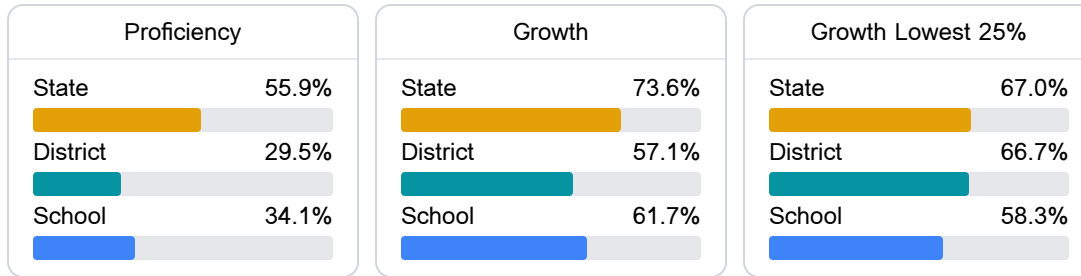 Proficiency
State 55.9%
District 29.5%
School 34.1%
Growth
State 73.6%
District 57.1%
School 61.7%
Growth Lowest 25%
State 67.0%
District 66.7%
School 58.3%